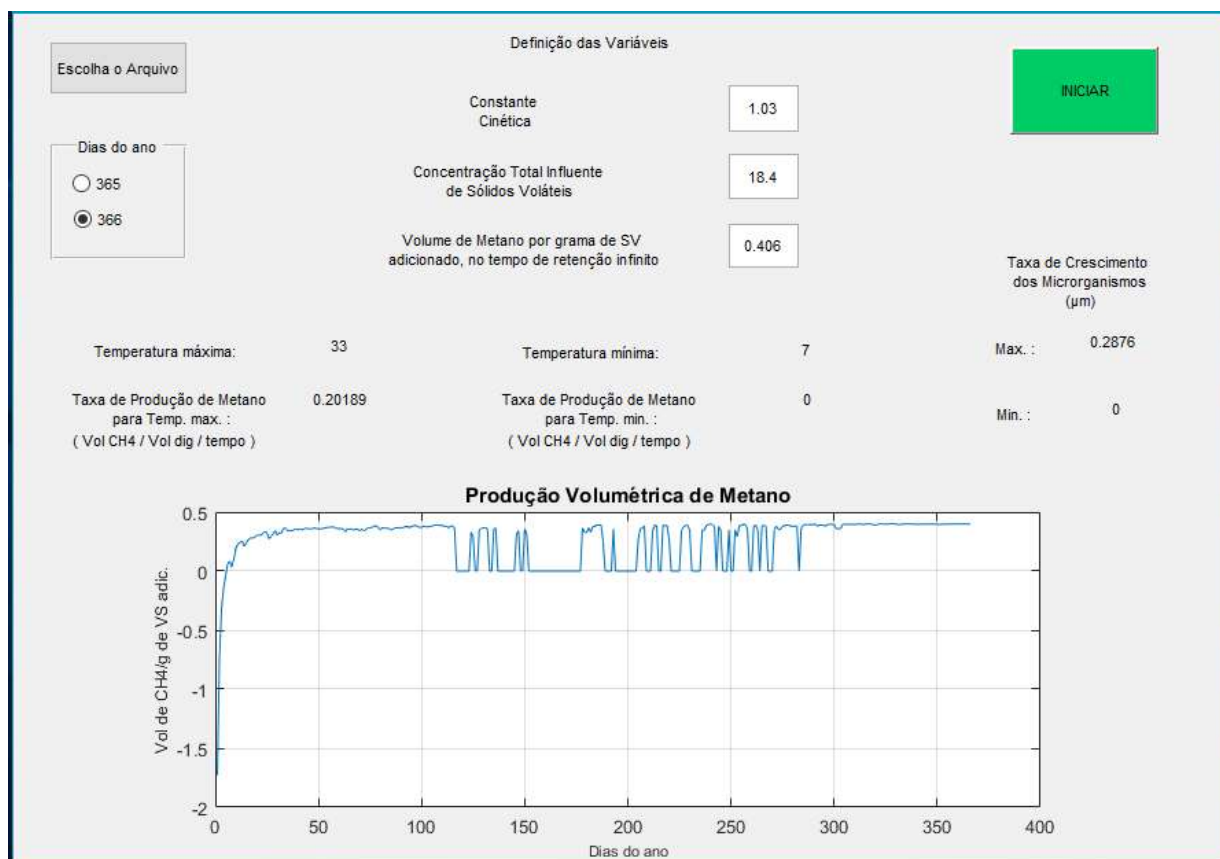 Definição das Variáveis
Escolha o Arquivo
INICIAR
Constante
Cinética
1.03
Dias do ano
365
366
Concentração Total Influente
de Sólidos Voláteis
18.4
Volume de Metano por grama de SV
adicionado, no tempo de retenção infinito
0.406
Taxa de Crescimento
dos Microrganismos
(µm)
Temperatura máxima:
33
Temperatura mínima:
7
Max. :
0.2876
Taxa de Produção de Metano
para Temp. max. :
( Vol CH4 / Vol dig / tempo )
0.20189
Taxa de Produção de Metano
para Temp. min. :
( Vol CH4 / Vol dig / tempo )
0
Min. :
0
Produção Volumétrica de Metano
Vol de CH4/g de VS adic.
0.5
0
-0.5
-1
-1.5
-2
0 50 100 150 200 250 300 350 400
Dias do ano